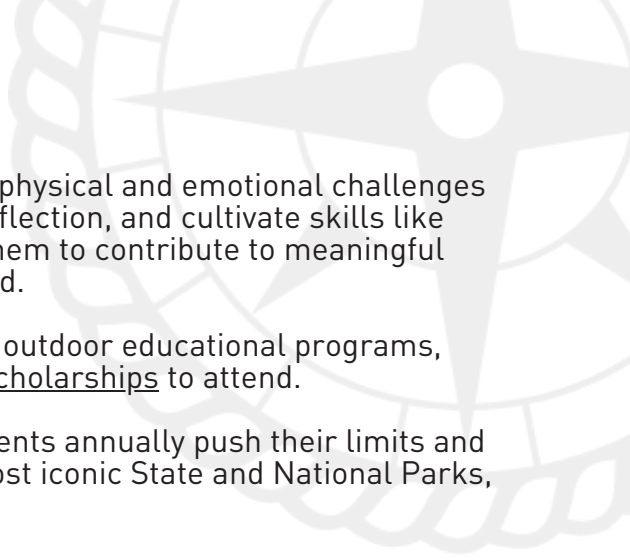 physical and emotional challenges
flection, and cultivate skills like
hem to contribute to meaningful
d.
outdoor educational programs,
cholarships to attend.
ents annually push their limits and
ost iconic State and National Parks,